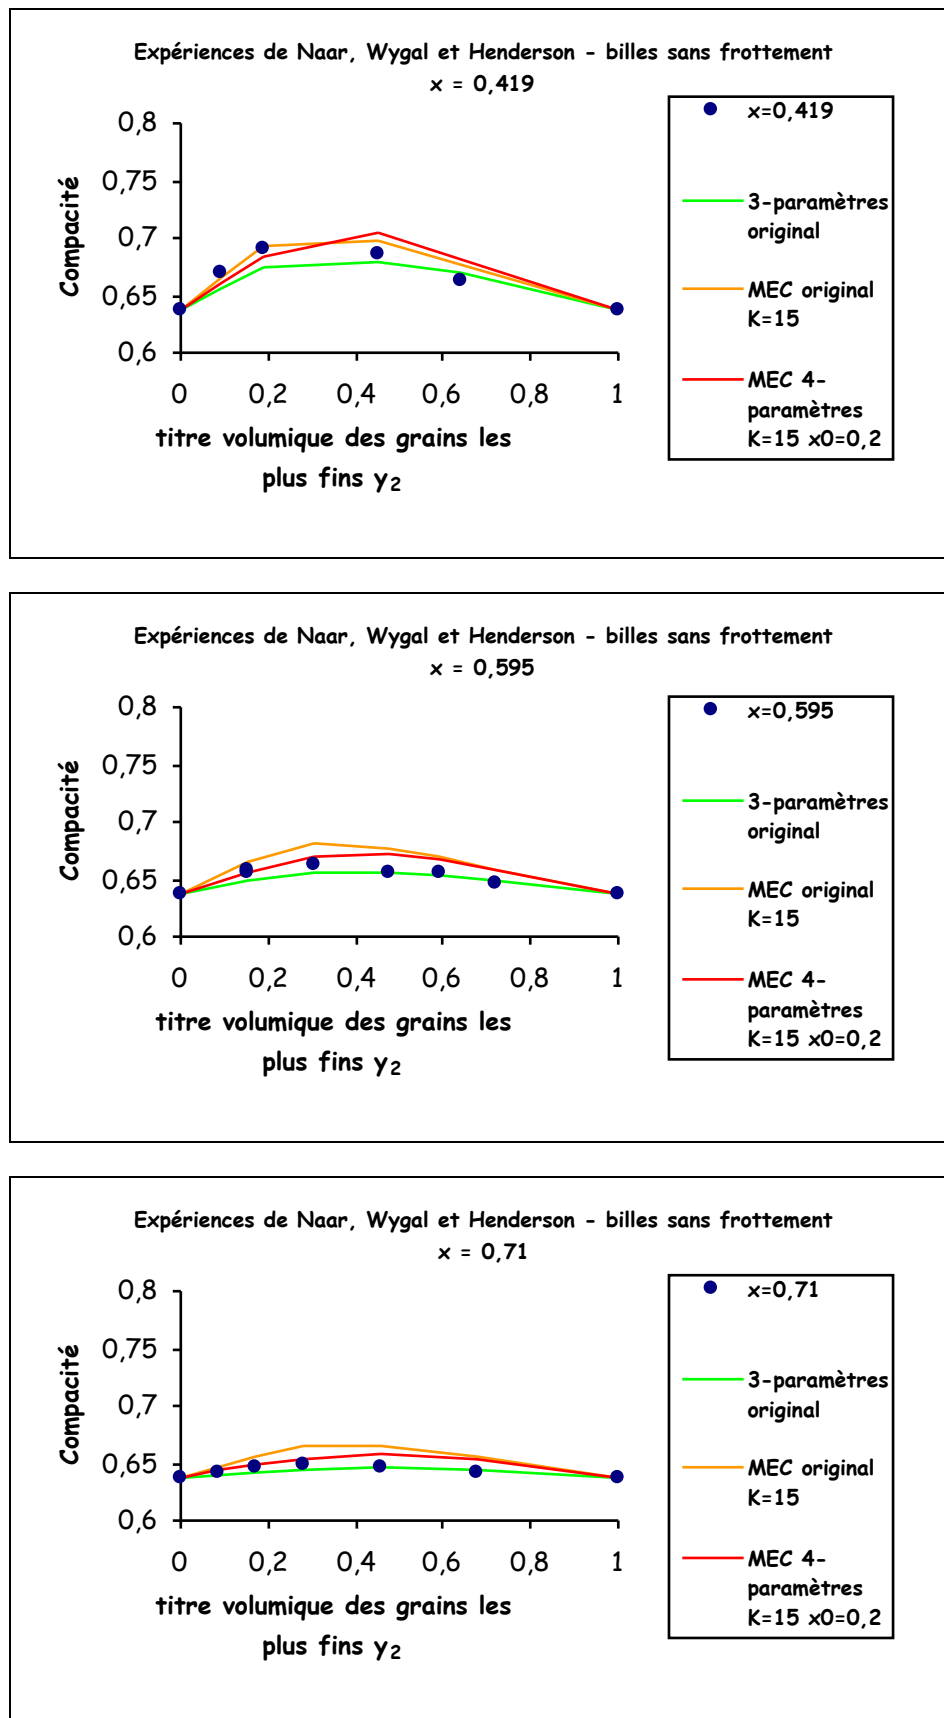 Expériences de Naar, Wygal et Henderson - billes sans frottement
x = 0,419
0,8
0,75
0,7
0,65
0,6
Compacité
0
0,2
0,4
0,6
0,8
1
titre volumique des grains les
plus fins y2
x=0,419
3-paramètres
original
MEC original
K=15
MEC 4-
paramètres
K=15 x0=0,2
Expériences de Naar, Wygal et Henderson - billes sans frottement
x = 0,595
0,8
0,75
0,7
0,65
0,6
Compacité
0
0,2
0,4
0,6
0,8
1
titre volumique des grains les
plus fins y2
x=0,595
3-paramètres
original
MEC original
K=15
MEC 4-
paramètres
K=15 x0=0,2
Expériences de Naar, Wygal et Henderson - billes sans frottement
x = 0,71
0,8
0,75
0,7
0,65
0,6
Compacité
0
0,2
0,4
0,6
0,8
1
titre volumique des grains les
plus fins y2
x=0,71
3-paramètres
original
MEC original
K=15
MEC 4-
paramètres
K=15 x0=0,2